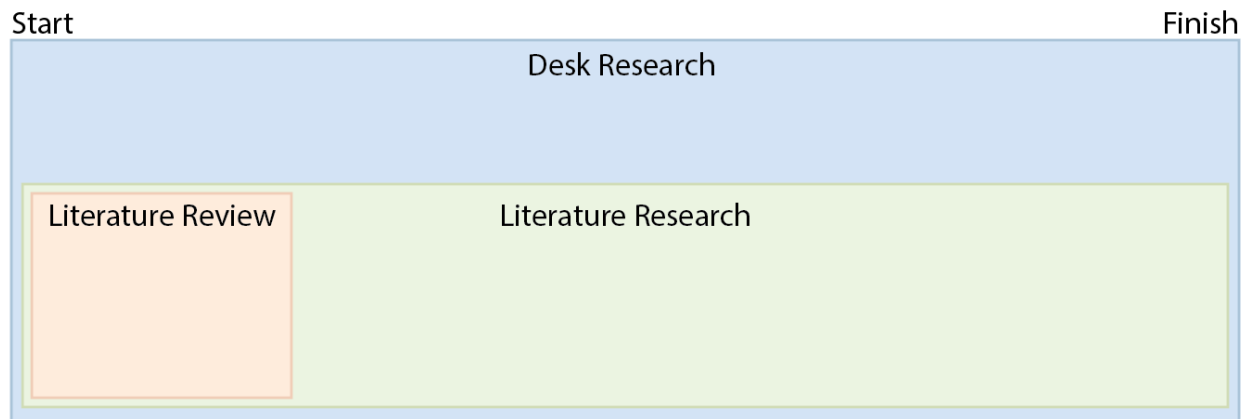 Start
Finish
Desk Research
Literature Review
Literature Research